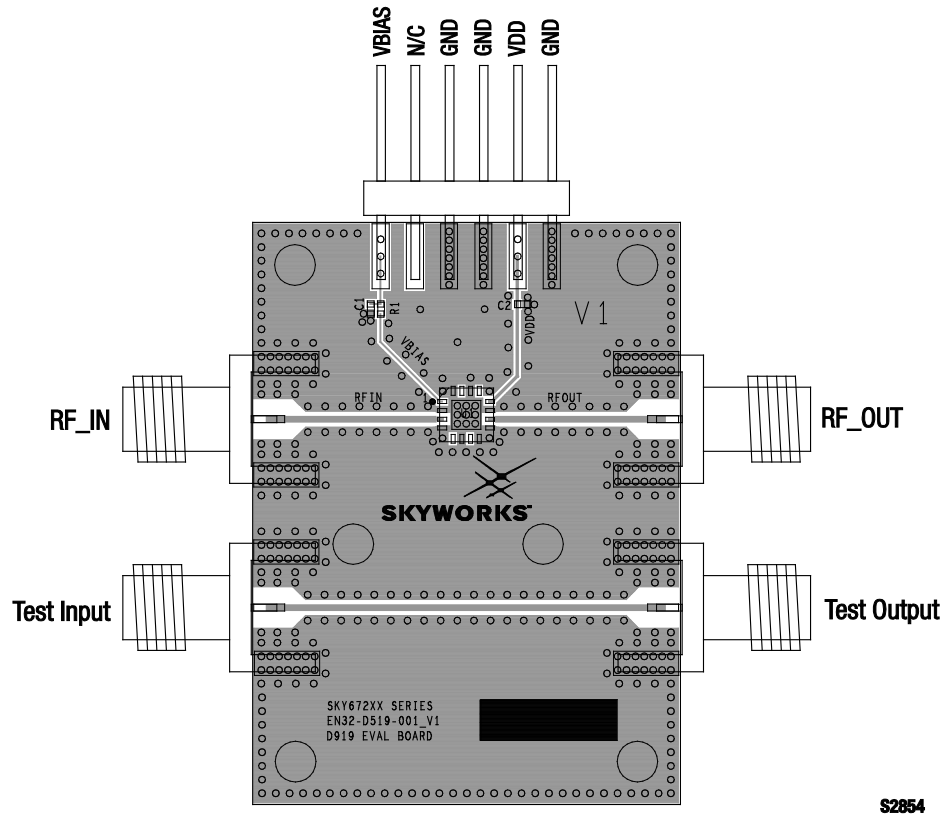 VBIAS
N/C
GND
GND
VDD
GND
C1
R1
C2
VDD
V1
VBIAS
RFIN
1
RFOUT
RF_IN
RF_OUT
SKYWORKS
Test Input
Test Output
SKY672XX SERIES
EN32-D519-001_V1
D919 EVAL BOARD
S2854